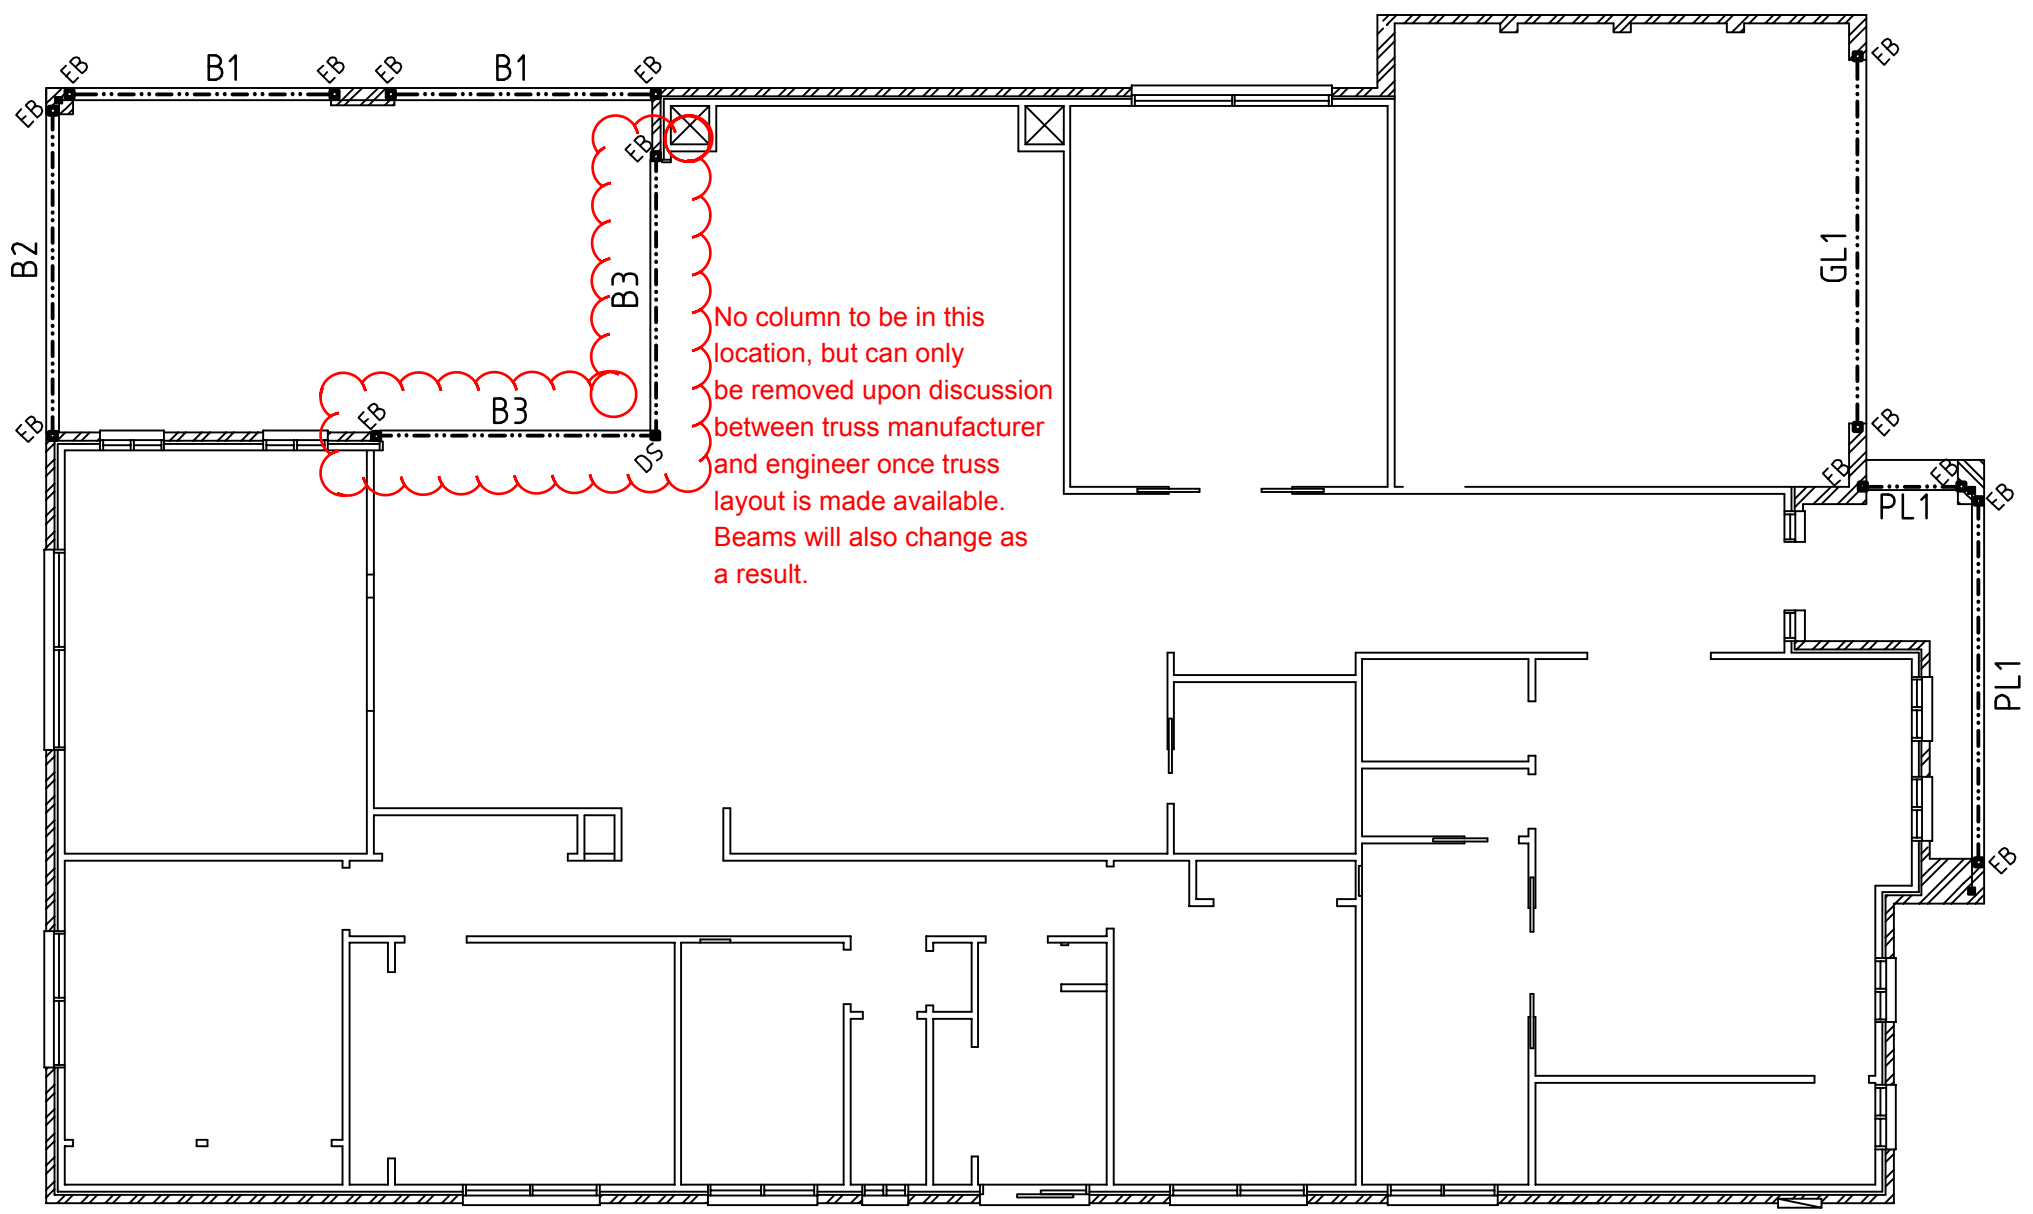 B1
B1
EB
EB
EB
EB
EB
EB
EB
B2
B3
GL1
No column to be in this
location, but can only
be removed upon discussion
between truss manufacturer
and engineer once truss
layout is made available.
Beams will also change as
a result.
EB
EB
B3
EB
DS
EB
EB
PL1
EB
PL1
EB
EB